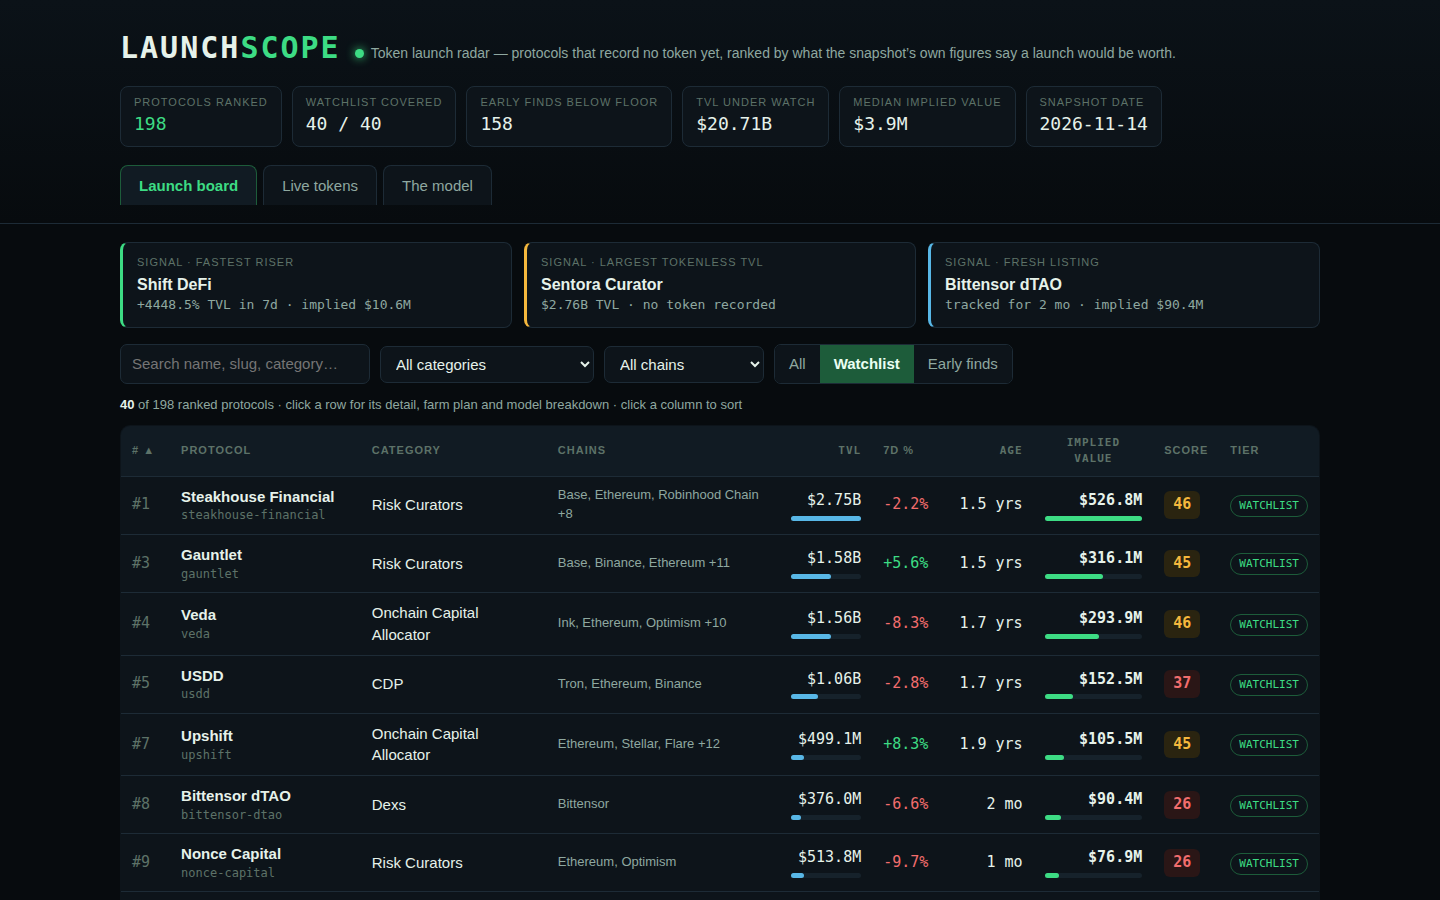 LAUNCHSCOPE Token launch radar — protocols that record no token yet, ranked by what the snapshot's own figures say a launch would be worth.
PROTOCOLS RANKED
198
WATCHLIST COVERED
40 / 40
EARLY FINDS BELOW FLOOR
158
TVL UNDER WATCH
$20.71B
MEDIAN IMPLIED VALUE
$3.9M
SNAPSHOT DATE
2026-11-14
Launch board
Live tokens
The model
SIGNAL · FASTEST RISER
Shift DeFi
+4448.5% TVL in 7d · implied $10.6M
SIGNAL · LARGEST TOKENLESS TVL
Sentora Curator
$2.76B TVL · no token recorded
SIGNAL · FRESH LISTING
Bittensor dTAO
tracked for 2 mo · implied $90.4M
Search name, slug, category…
All categories
All chains
All
Watchlist
Early finds
40 of 198 ranked protocols · click a row for its detail, farm plan and model breakdown · click a column to sort
# ▲ PROTOCOL CATEGORY CHAINS TVL 7D % AGE IMPLIED VALUE SCORE TIER
#1 Steakhouse Financial Risk Curators Base, Ethereum, Robinhood Chain $2.75B -2.2% 1.5 yrs $526.8M 46 WATCHLIST
steakhouse-financial +8
#3 Gauntlet Risk Curators Base, Binance, Ethereum +11 $1.58B +5.6% 1.5 yrs $316.1M 45 WATCHLIST
gauntlet
#4 Veda Onchain Capital Ink, Ethereum, Optimism +10 $1.56B -8.3% 1.7 yrs $293.9M 46 WATCHLIST
veda Allocator
#5 USDD CDP Tron, Ethereum, Binance $1.06B -2.8% 1.7 yrs $152.5M 37 WATCHLIST
usdd
#7 Upshift Onchain Capital Ethereum, Stellar, Flare +12 $499.1M +8.3% 1.9 yrs $105.5M 45 WATCHLIST
upshift Allocator
#8 Bittensor dTAO Dexs Bittensor $376.0M -6.6% 2 mo $90.4M 26 WATCHLIST
bittensor-dtao
#9 Nonce Capital Risk Curators Ethereum, Optimism $513.8M -9.7% 1 mo $76.9M 26 WATCHLIST
nonce-capital